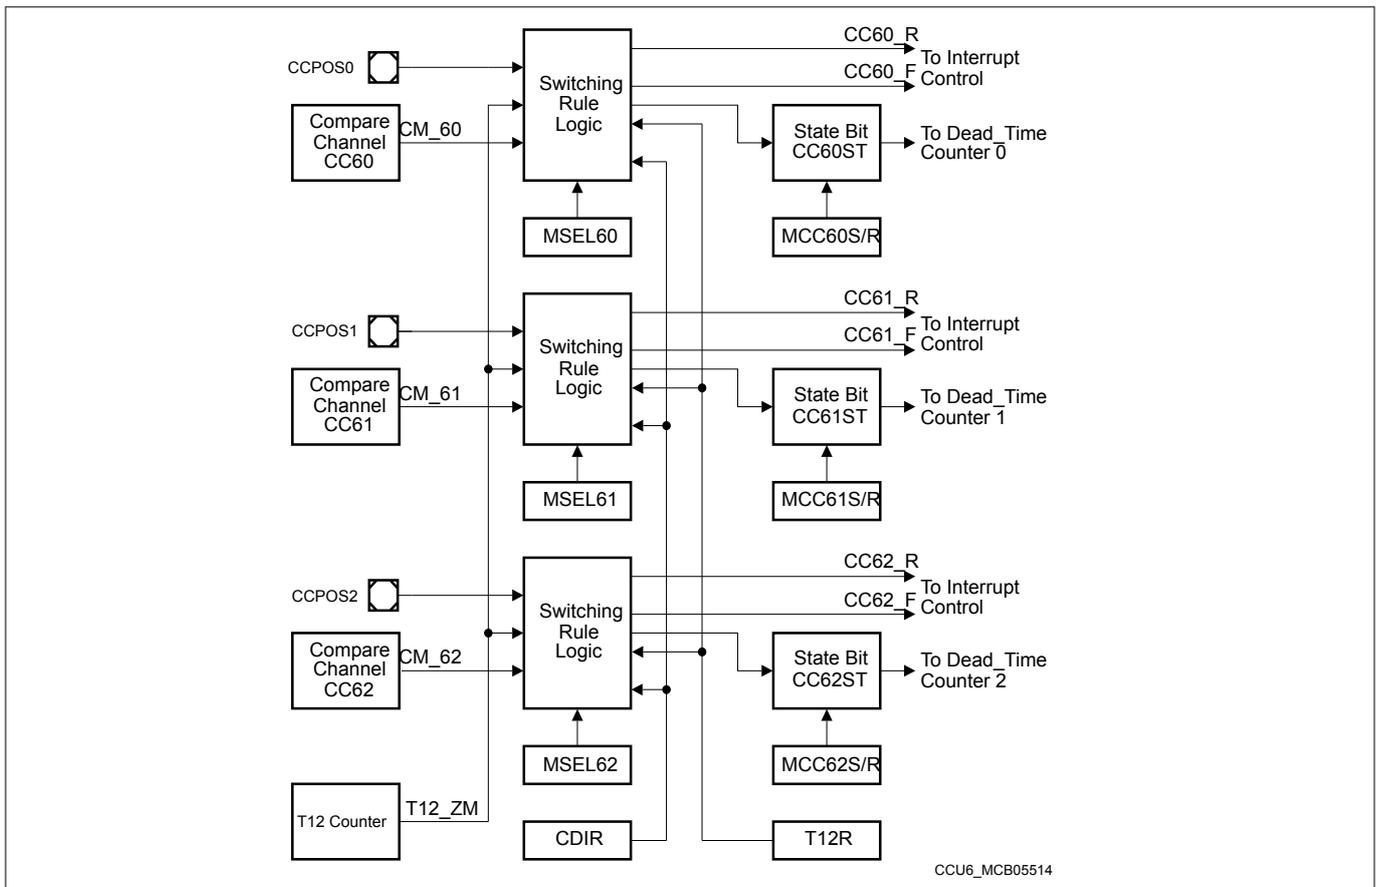 CC60_R
To Interrupt
Control
CCPOS0
CC60_F
Switching
Rule
Logic
Compare
Channel
CC60
CM_60
State Bit
CC60ST
To Dead_Time
Counter 0
MSEL60
MCC60S/R
CC61_R
To Interrupt
Control
CCPOS1
CC61_F
Switching
Rule
Logic
Compare
Channel
CC61
CM_61
State Bit
CC61ST
To Dead_Time
Counter 1
MSEL61
MCC61S/R
CC62_R
To Interrupt
Control
CCPOS2
CC62_F
Switching
Rule
Logic
Compare
Channel
CC62
CM_62
State Bit
CC62ST
To Dead_Time
Counter 2
MSEL62
MCC62S/R
T12 Counter
T12_ZM
CDIR
T12R
CCU6_MCB05514